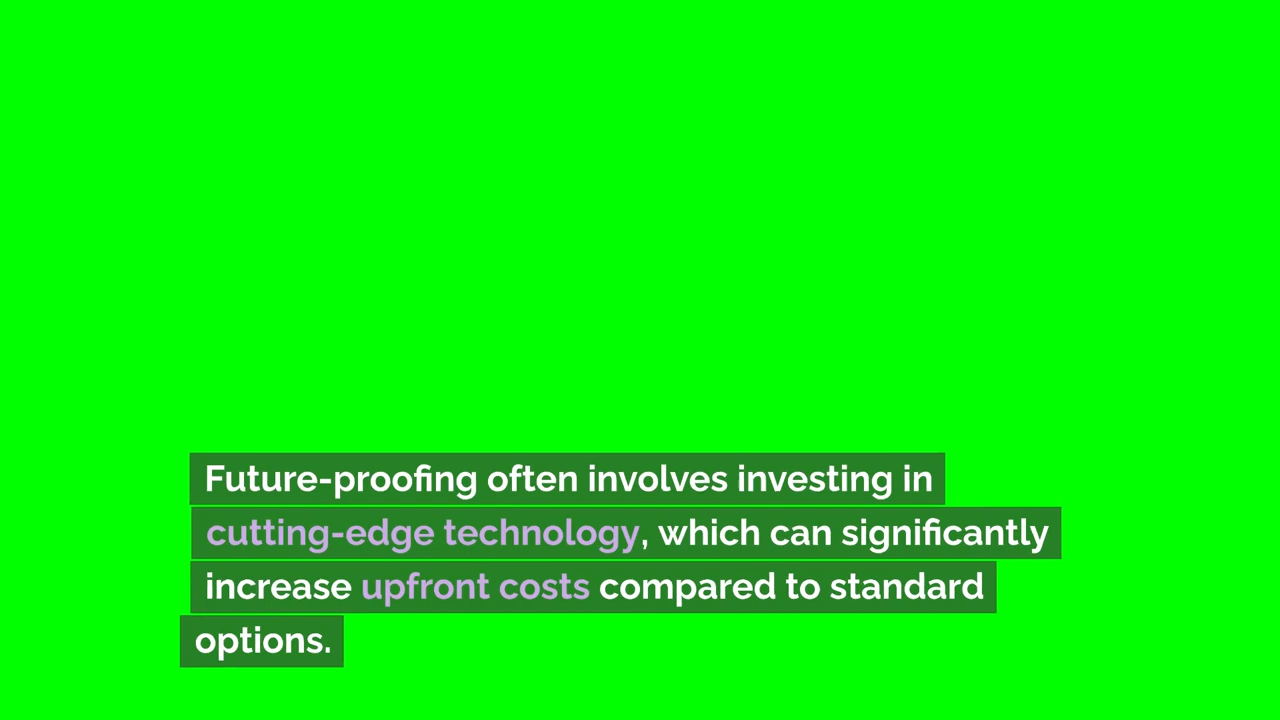 Future-proofing often involves investing in
cutting-edge technology, which can significantly
increase upfront costs compared to standard
options.